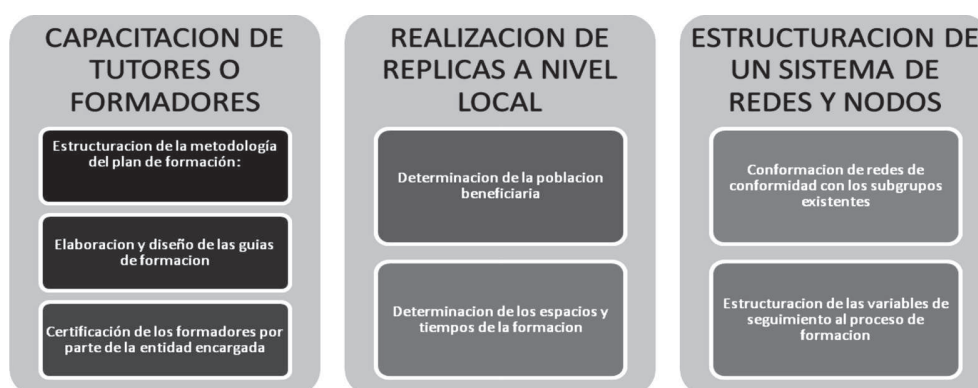 CAPACITACION DE
TUTORES O
FORMADORES
Estructuracion de la metodología
del plan de formación:
Elaboracion y diseño de las guias
de formacion
Certificación de los formadores por
parte de la entidad encargada
REALIZACION DE
REPLICAS A NIVEL
LOCAL
Determinacion de la poblacion
beneficiaria
Determinacion de los espacios y
tiempos de la formacion
ESTRUCTURACION DE
UN SISTEMA DE
REDES Y NODOS
Conformacion de redes de
conformidad con los subgrupos
existentes
Estructuracion de las variables de
seguimiento al proceso de
formacion